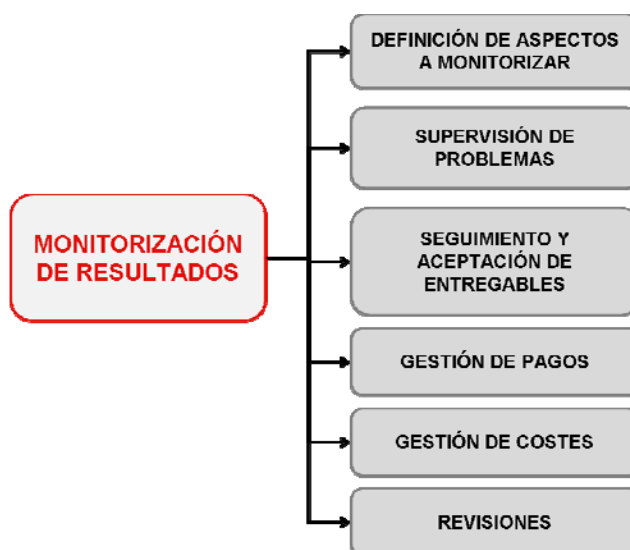 DEFINICIÓN DE ASPECTOS
A MONITORIZAR
SUPERVISIÓN DE
PROBLEMAS
MONITORIZACIÓN
DE RESULTADOS
SEGUIMIENTO Y
ACEPTACIÓN DE
ENTREGABLES
GESTIÓN DE PAGOS
GESTIÓN DE COSTES
REVISIONES